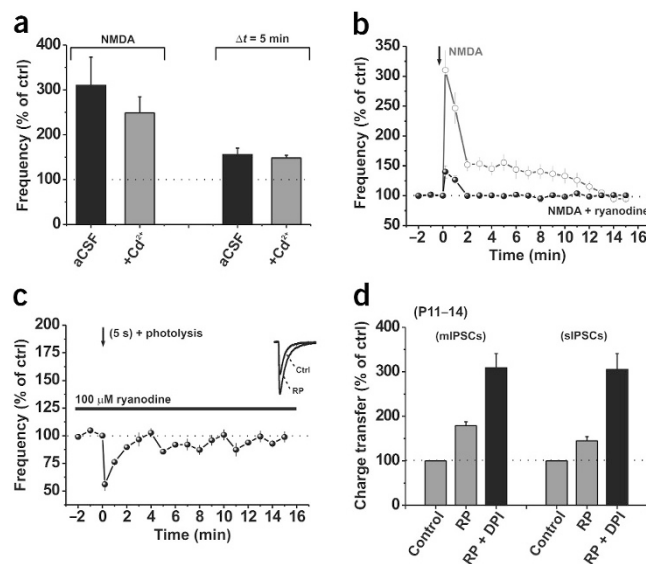 a
NMDA
Δt = 5 min
Frequency (% of ctrl)
400
300
200
100
0
aCSF
+Cd2+
aCSF
+Cd2+
b
NMDA
Frequency (% of ctrl)
350
300
250
200
150
100
50
NMDA + ryanodine
-2 0 2 4 6 8 10 12 14 16
Time (min)
c
(5 s) + photolysis
Ctrl
RP
100 μM ryanodine
Frequency (% of ctrl)
200
175
150
125
100
75
50
-2 0 2 4 6 8 10 12 14 16
Time (min)
d
(P11–14)
(mIPSCs)
(sIPSCs)
Charge transfer (% of ctrl)
400
300
200
100
0
Control
RP
RP + DPI
Control
RP
RP + DPI